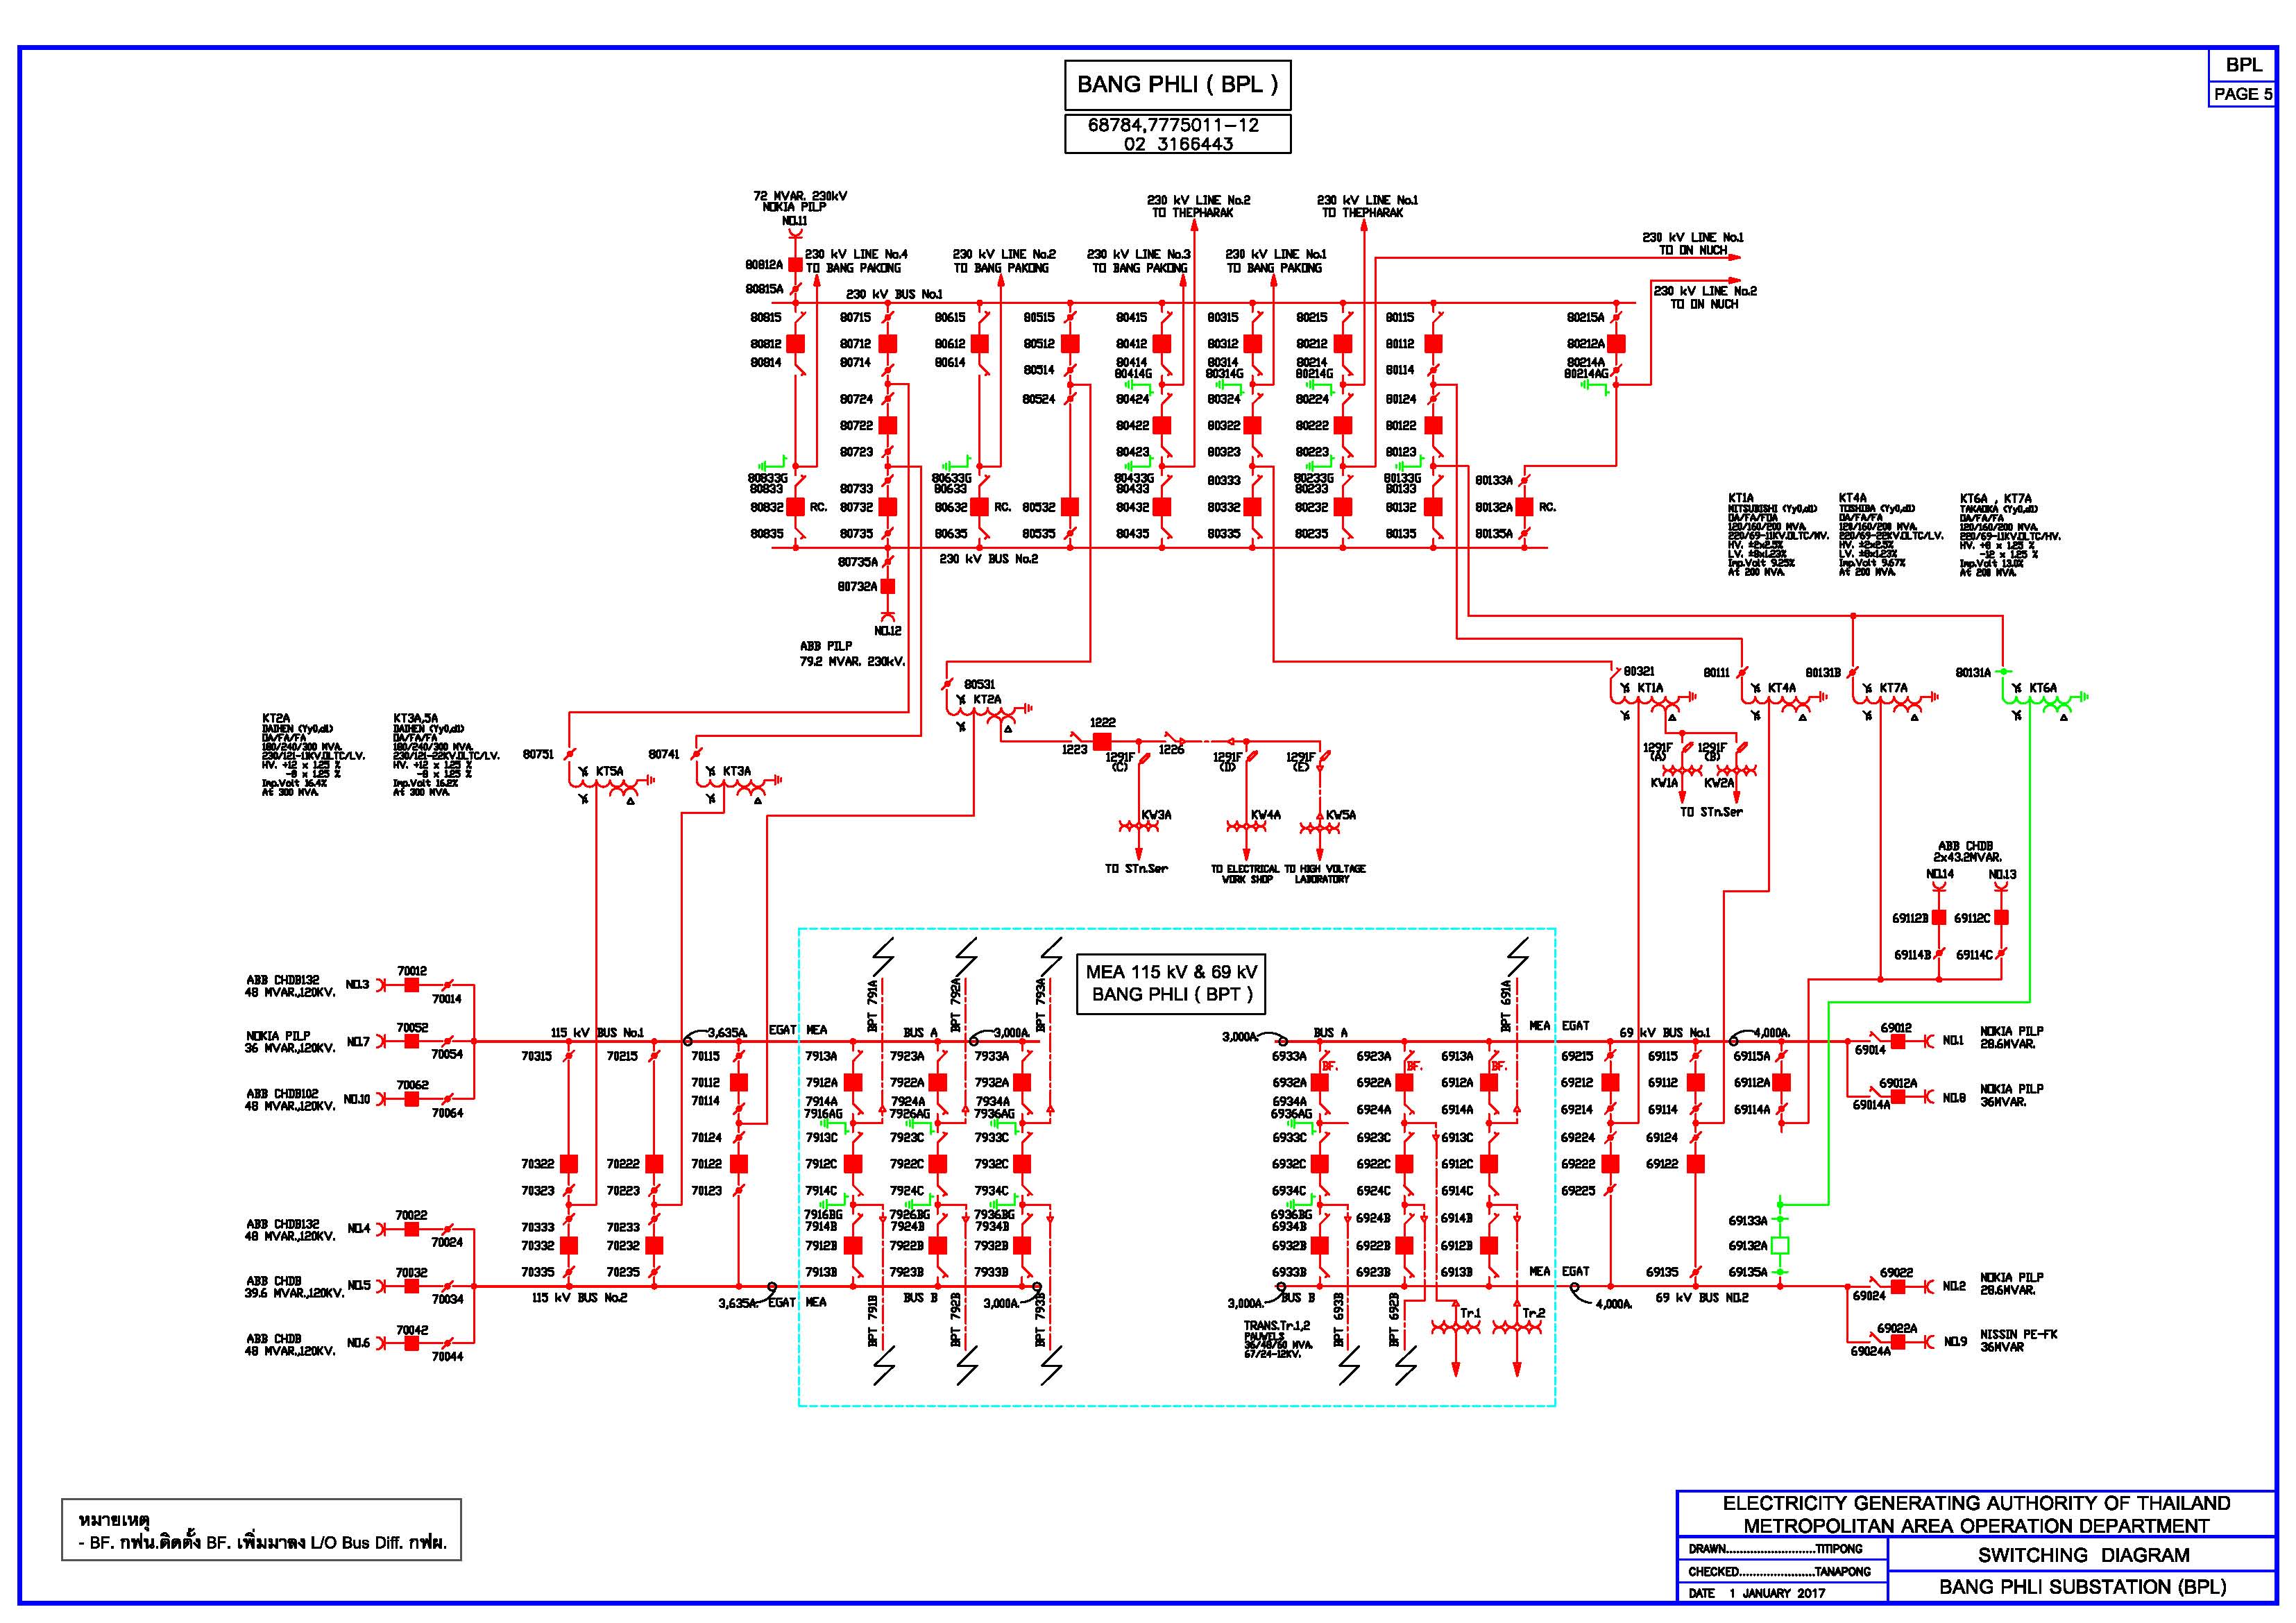 BPL
PAGE 5
BANG PHLI ( BPL )
68784,7775011-12
02 3166443
72 MVAR. 230kV
NOKIA PILP
NO.11
80812A
80815A
230 kV LINE No.4
TO BANG PAKONG
230 kV LINE No.2
TO BANG PAKONG
230 kV LINE No.3
TO BANG PAKONG
230 kV LINE No.1
TO BANG PAKONG
230 kV LINE No.2
TO THEPHARAK
230 kV LINE No.1
TO THEPHARAK
230 kV LINE No.1
TO ON NUCH
230 kV LINE No.2
TO ON NUCH
230 kV BUS No.1
80815 80715 80615 80515 80415 80315 80215 80115 80215A
80812 80712 80612 80512 80412 80312 80212 80112 80212A
80814 80714 80614 80514 80414 80314 80214 80114 80214A
80414G 80314G 80214G 80214AG
80724 80524 80424 80324 80224 80124
80722 80422 80322 80222 80122
80723 80423 80323 80223 80123
80833G 80633G 80433G 80233G 80133G
80833 80733 80633 80433 80333 80233 80133 80133A
80832 RC. 80732 80632 RC. 80532 80432 80332 80232 80132 80132A RC.
80835 80735 80635 80535 80435 80335 80235 80135 80135A
230 kV BUS No.2
80735A
80732A
NO.12
ABB PILP
79.2 MVAR. 230kV.
KT1A
MITSUBISHI (Yy0,d1)
OA/FA/FOA
120/160/200 MVA.
220/69-11KV.OLTC/HV.
HV. ±2x2.5%
LV. ±8x1.23%
Imp.Volt 9.25%
At 200 MVA.
KT4A
TOSHIBA (Yy0,d1)
OA/FA/FA
120/160/200 MVA.
220/69-22KV.OLTC/LV.
HV. ±2x2.5%
LV. ±8x1.23%
Imp.Volt 9.67%
At 200 MVA.
KT6A , KT7A
TAKAOKA (Yy0,d1)
OA/FA/FA
120/160/200 MVA.
220/69-11KV.OLTC/HV.
HV. +8 x 1.25 %
-12 x 1.25 %
Imp.Volt 13.0%
At 200 MVA.
KT2A
DAIHEN (Yy0,d1)
OA/FA/FA
180/240/300 MVA.
230/121-11KV.OLTC/LV.
HV. +12 x 1.25 %
-8 x 1.25 %
Imp.Volt 16.4%
At 300 MVA.
KT3A,5A
DAIHEN (Yy0,d1)
OA/FA/FA
180/240/300 MVA.
230/121-22KV.OLTC/LV.
HV. +12 x 1.25 %
-8 x 1.25 %
Imp.Volt 16.2%
At 300 MVA.
80751 KT5A
80741 KT3A
80531 KT2A
80321 KT1A
80111 KT4A
80131B KT7A
80131A KT6A
1223 1222 1226
1291F
(C)
1291F
(D)
1291F
(E)
1291F
(A)
1291F
(B)
KW3A KW4A KW5A
KW1A KW2A
TO STn.Ser
TO STn.Ser
TO ELECTRICAL
WORK SHOP
TO HIGH VOLTAGE
LABORATORY
ABB CHDB
2x43.2MVAR.
NO.14 NO.13
69112B 69112C
69114B 69114C
MEA 115 kV & 69 kV
BANG PHLI ( BPT )
BPT 791A
BPT 792A
BPT 793A
BPT 691A
ABB CHDB132
48 MVAR.,120KV.
NO.3 70012 70014
NOKIA PILP
36 MVAR.,120KV.
NO.7 70052 70054
ABB CHDB102
48 MVAR.,120KV.
NO.10 70062 70064
ABB CHDB132
48 MVAR.,120KV.
NO.4 70022 70024
ABB CHDB
39.6 MVAR.,120KV.
NO.5 70032 70034
ABB CHDB
48 MVAR.,120KV.
NO.6 70042 70044
115 kV BUS No.1 3,635A. EGAT MEA BUS A 3,000A.
3,000A. BUS A MEA EGAT 69 kV BUS No.1 4,000A.
70315 70215 70115 7913A 7923A 7933A 6933A 6923A 6913A 69215 69115 69115A
BF. BF.
70112 7912A 7922A 7932A 6932A 6922A 6912A 69212 69112 69112A
70114 7914A 7924A 7934A 6934A 6924A 6914A 69214 69114 69114A
7916AG 7926AG 7936AG 6936AG
70124 7913C 7923C 7933C 6933C 6923C 6913C 69224 69124
70322 70222 70122 7912C 7922C 7932C 6932C 6922C 6912C 69222 69122
70323 70223 70123 7914C 7924C 7934C 6934C 6924C 6914C 69225
7916BG 7926BG 7936BG 6936BG
70333 70233 7914B 7924B 7934B 6934B 6924B 6914B 69133A
70332 70232 7912B 7922B 7932B 6932B 6922B 6912B 69132A
70335 70235 7913B 7923B 7933B 6933B 6923B 6913B 69135 69135A
115 kV BUS No.2 3,635A. EGAT MEA BUS B 3,000A.
3,000A. BUS B MEA EGAT 4,000A. 69 kV BUS NO.2
BPT 791B
BPT 792B
BPT 793B
BPT 693B
BPT 692B
TRANS.Tr.1,2
PAUWELS
36/48/60 MVA.
67/24-12KV.
Tr.1 Tr.2
69014 69012 NO.1
NOKIA PILP
28.6MVAR.
69014A 69012A NO.8
NOKIA PILP
36MVAR.
69024 69022 NO.2
NOKIA PILP
28.6MVAR.
69024A 69022A NO.9
NISSIN PE-FK
36MVAR
หมายเหตุ
- BF. กฟน.ติดตั้ง BF. เพิ่มมาลง L/O Bus Diff. กฟผ.
ELECTRICITY GENERATING AUTHORITY OF THAILAND
METROPOLITAN AREA OPERATION DEPARTMENT
DRAWN..........................TITIPONG
CHECKED......................TANAPONG
DATE 1 JANUARY 2017
SWITCHING DIAGRAM
BANG PHLI SUBSTATION (BPL)